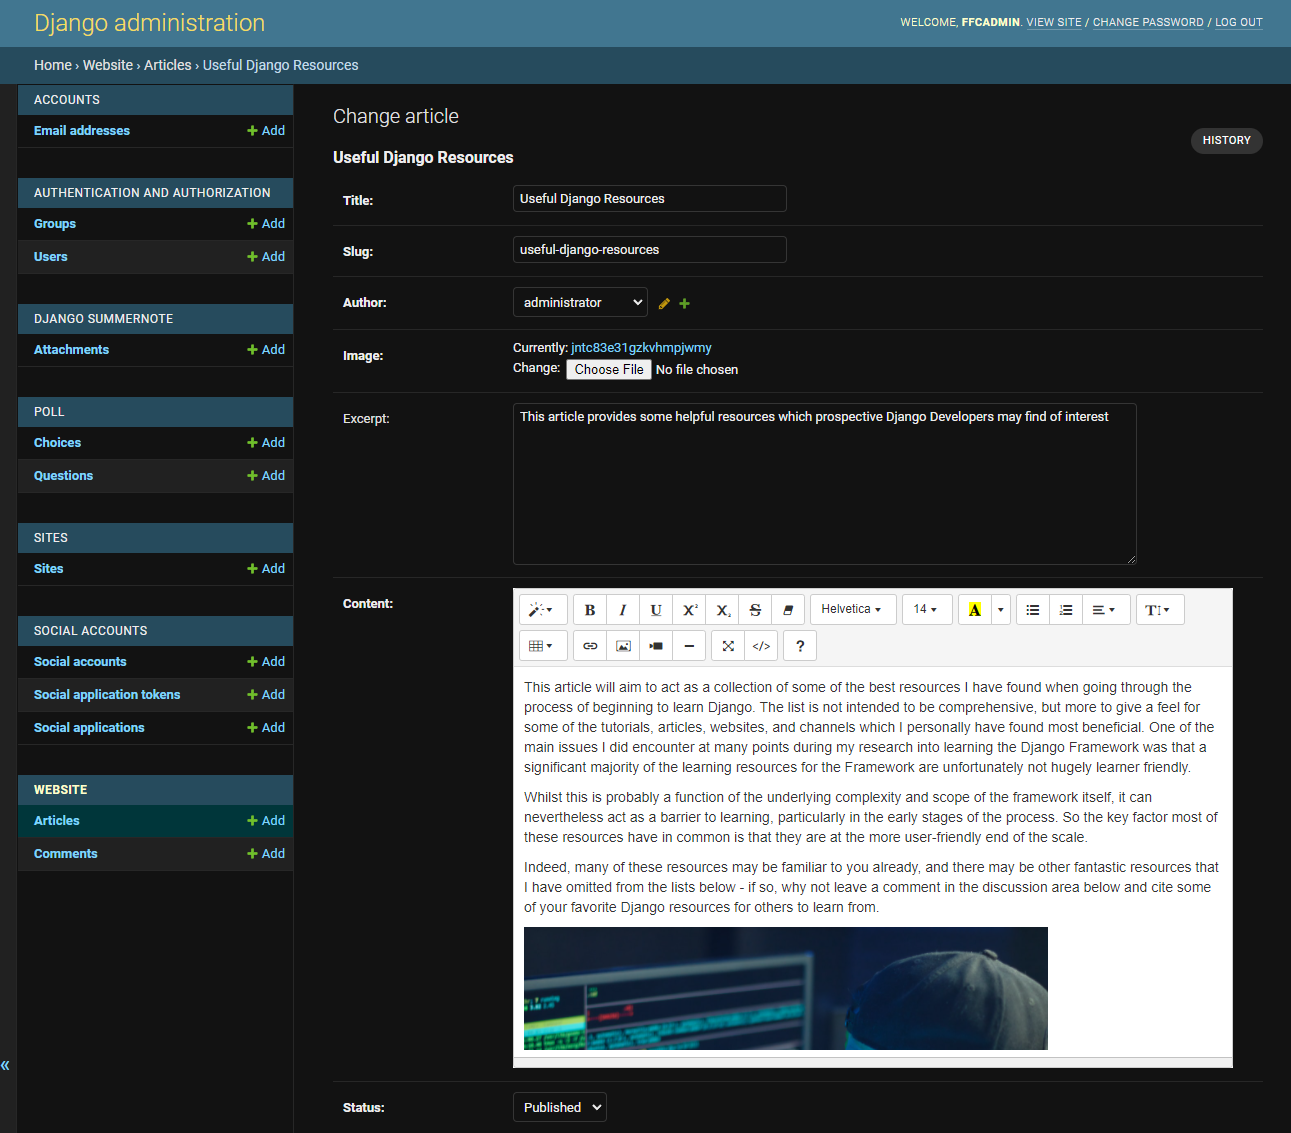 Django administration
WELCOME, FFCADMIN. VIEW SITE / CHANGE PASSWORD / LOG OUT
Home › Website › Articles › Useful Django Resources
ACCOUNTS
Email addresses + Add
AUTHENTICATION AND AUTHORIZATION
Groups + Add
Users + Add
DJANGO SUMMERNOTE
Attachments + Add
POLL
Choices + Add
Questions + Add
SITES
Sites + Add
SOCIAL ACCOUNTS
Social accounts + Add
Social application tokens + Add
Social applications + Add
WEBSITE
Articles + Add
Comments + Add
«
Change article
HISTORY
Useful Django Resources
Title: Useful Django Resources
Slug: useful-django-resources
Author: administrator
Image: Currently: jntc83e31gzkvhmpjwmy
Change: Choose File No file chosen
Excerpt: This article provides some helpful resources which prospective Django Developers may find of interest
Content:
B I U X² X₂ S Helvetica 14 A TI
</> ?
This article will aim to act as a collection of some of the best resources I have found when going through the
process of beginning to learn Django. The list is not intended to be comprehensive, but more to give a feel for
some of the tutorials, articles, websites, and channels which I personally have found most beneficial. One of the
main issues I did encounter at many points during my research into learning the Django Framework was that a
significant majority of the learning resources for the Framework are unfortunately not hugely learner friendly.
Whilst this is probably a function of the underlying complexity and scope of the framework itself, it can
nevertheless act as a barrier to learning, particularly in the early stages of the process. So the key factor most of
these resources have in common is that they are at the more user-friendly end of the scale.
Indeed, many of these resources may be familiar to you already, and there may be other fantastic resources that
I have omitted from the lists below - if so, why not leave a comment in the discussion area below and cite some
of your favorite Django resources for others to learn from.
Status: Published